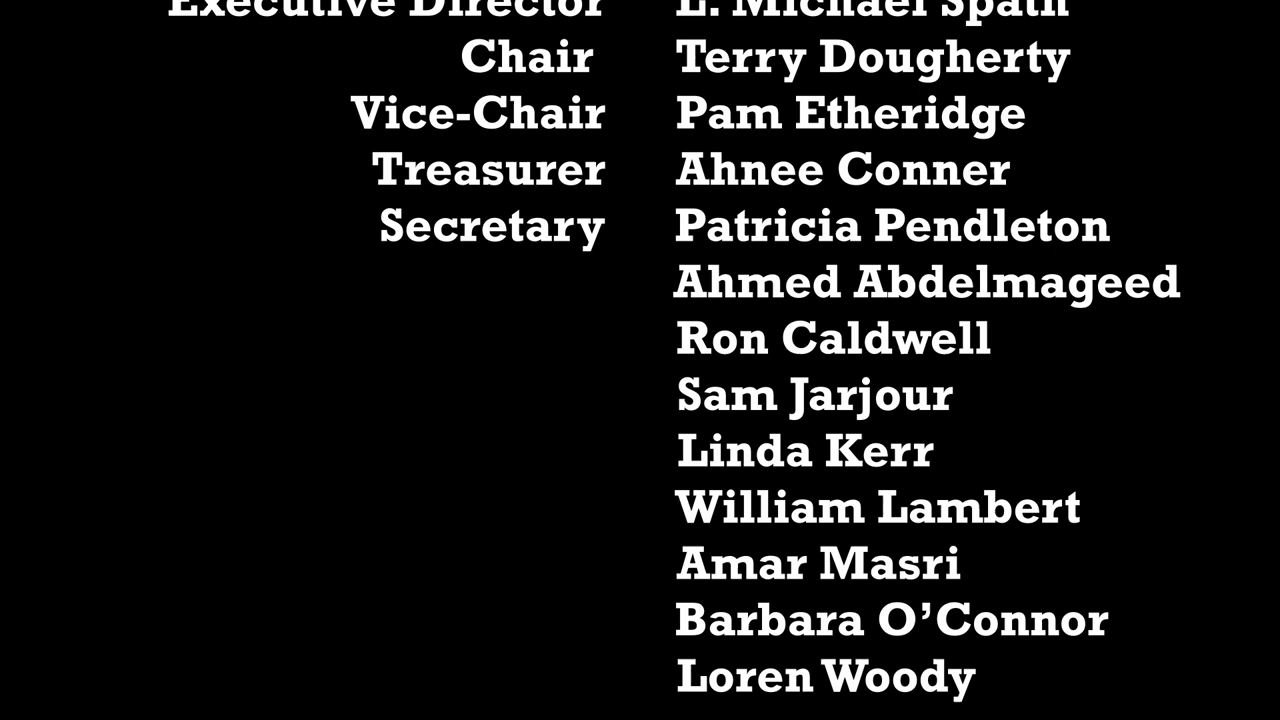 Executive Director L. Michael Spath
Chair Terry Dougherty
Vice-Chair Pam Etheridge
Treasurer Ahnee Conner
Secretary Patricia Pendleton
Ahmed Abdelmageed
Ron Caldwell
Sam Jarjour
Linda Kerr
William Lambert
Amar Masri
Barbara O’Connor
Loren Woody